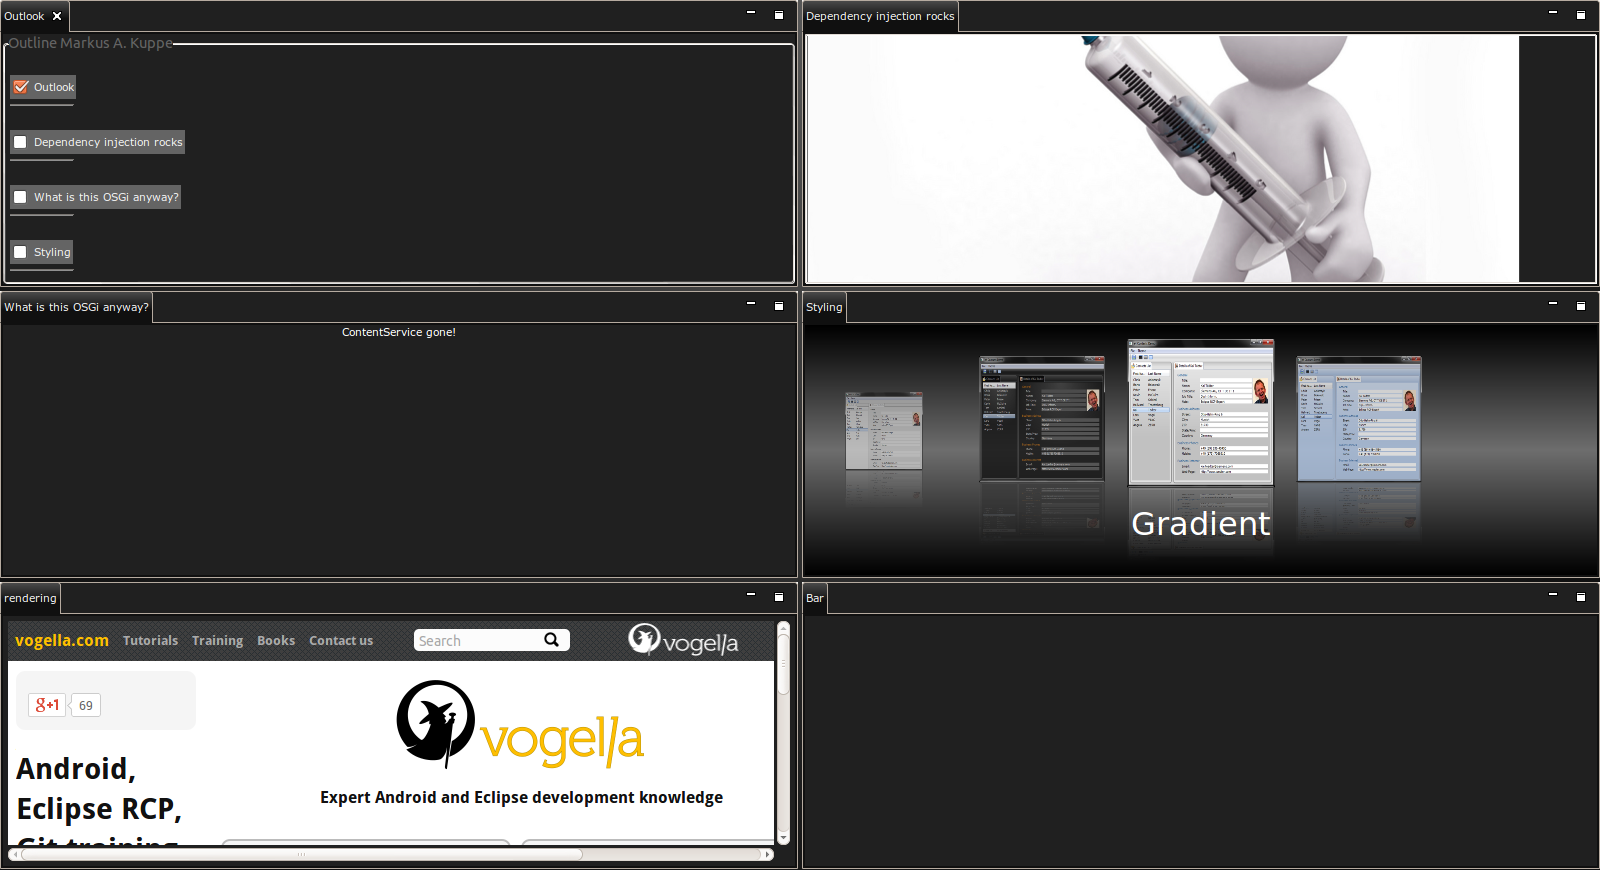 Outlook
Outline Markus A. Kuppe
Outlook
Dependency injection rocks
What is this OSGi anyway?
Styling
Dependency injection rocks
What is this OSGi anyway?
ContentService gone!
Styling
Gradient
rendering
vogella.com Tutorials Training Books Contact us Search vogella
g+1 69
vogella
Expert Android and Eclipse development knowledge
Android,
Eclipse RCP,
Git training
Bar